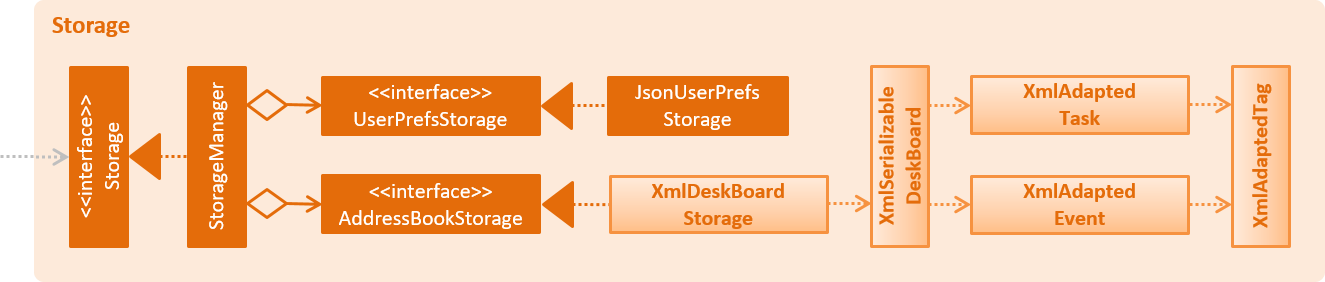 Storage
<<interface>>
Storage
StorageManager
<<interface>>
UserPrefsStorage
JsonUserPrefs
Storage
<<interface>>
AddressBookStorage
XmlDeskBoard
Storage
XmlSerializable
DeskBoard
XmlAdapted
Task
XmlAdapted
Event
XmlAdaptedTag